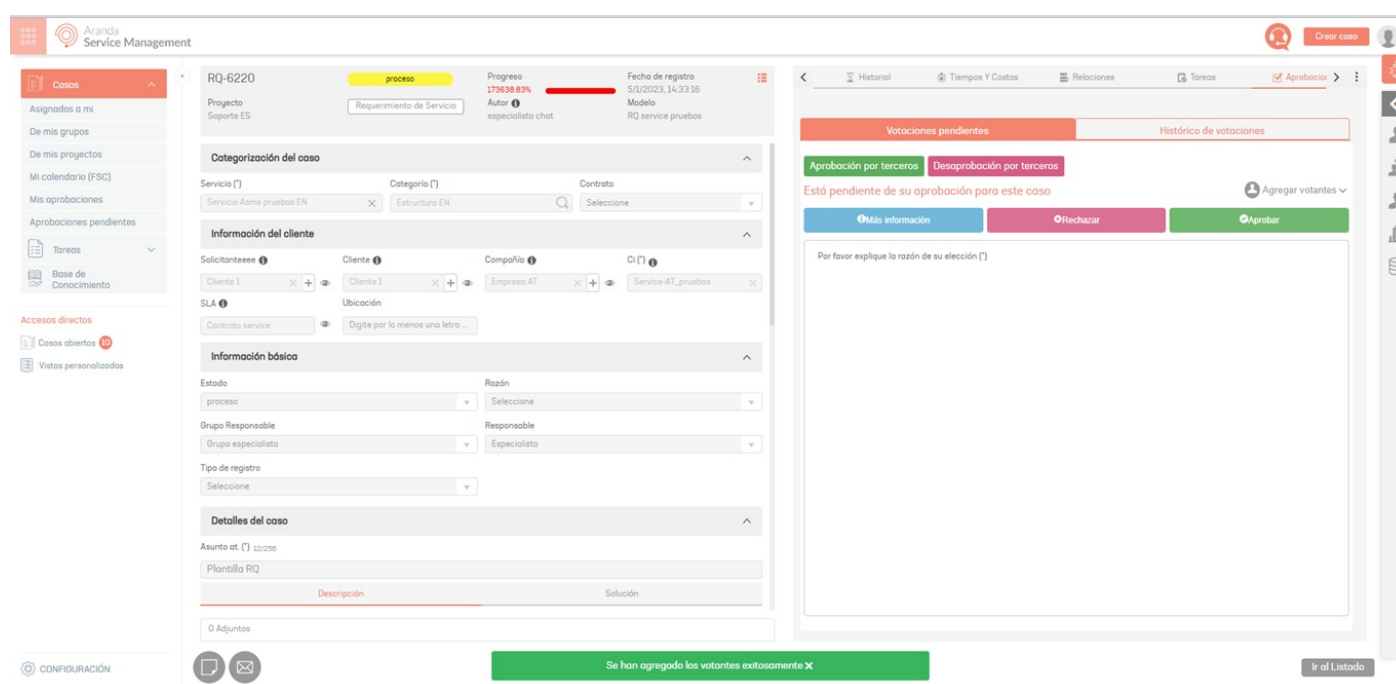 Aranda
Service Management
Crear caso
Casos
Asignados a mi
De mis grupos
De mis proyectos
Mi calendario (FSC)
Mis aprobaciones
Aprobaciones pendientes
Tareas
Base de
Conocimiento
Accesos directos
Casos abiertos 10
Vistas personalizadas
CONFIGURACIÓN
RQ-6220
proceso
Progreso
173638.83%
Fecha de registro
5/1/2023, 14:33:16
Proyecto
Soporte ES
Requerimiento de Servicio
Autor
especialista chat
Modelo
RQ service pruebas
Categorización del caso
Servicio (*) Categoría (*) Contrato
Servicio Asms pruebas EN Estructura EN Seleccione
Información del cliente
Solicitanteeee Cliente Compañía Ci (*)
Cliente 1 Cliente 1 Empresa AT Service-AT_pruebas
SLA Ubicación
Contrato service Digite por lo menos una letra ...
Información básica
Estado Razón
proceso Seleccione
Grupo Responsable Responsable
Grupo especialista Especialista
Tipo de registro
Seleccione
Detalles del caso
Asunto at. (*) 12/256
Plantilla RQ
Descripción Solución
0 Adjuntos
Historial Tiempos Y Costos Relaciones Tareas Aprobacio
Votaciones pendientes Histórico de votaciones
Aprobación por terceros Desaprobación por terceros
Está pendiente de su aprobación para este caso
Agregar votantes
Más información Rechazar Aprobar
Por favor explique la razón de su elección (*)
Se han agregado los votantes exitosamente X
Ir al Listado